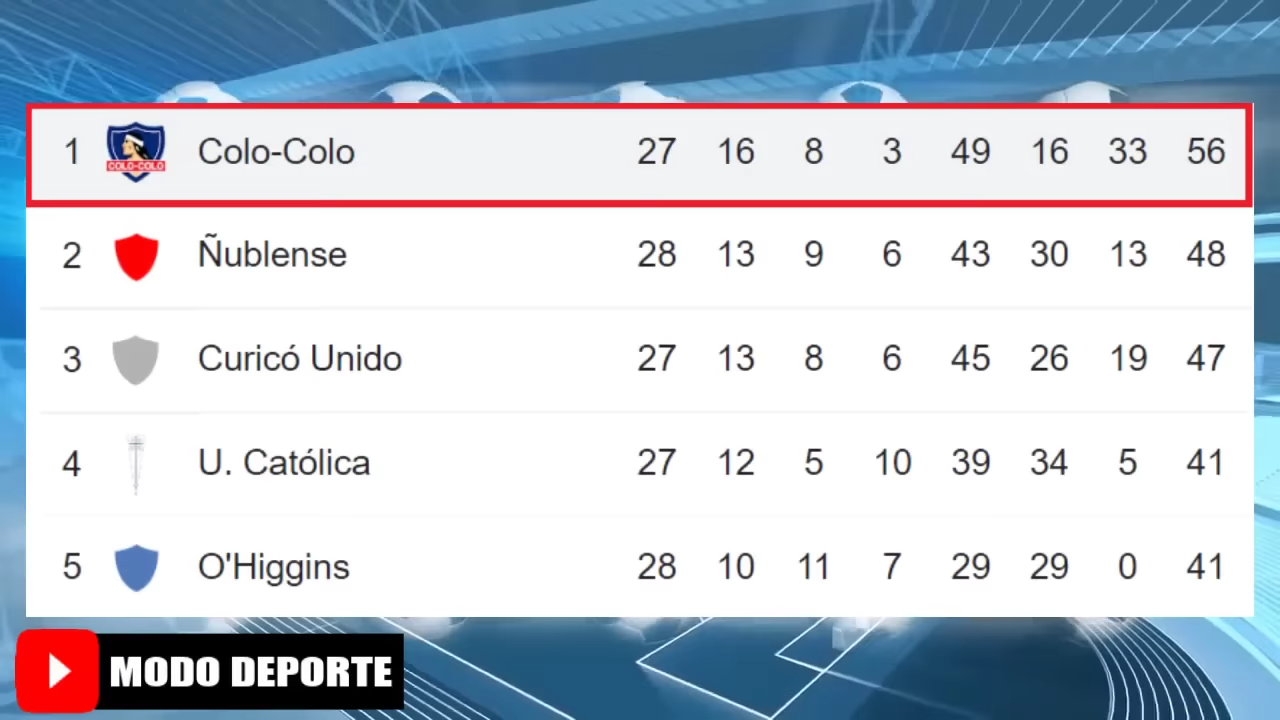 1 COLO-COLO Colo-Colo 27 16 8 3 49 16 33 56
2 Ñublense 28 13 9 6 43 30 13 48
3 Curicó Unido 27 13 8 6 45 26 19 47
4 U. Católica 27 12 5 10 39 34 5 41
5 O'Higgins 28 10 11 7 29 29 0 41
MODO DEPORTE